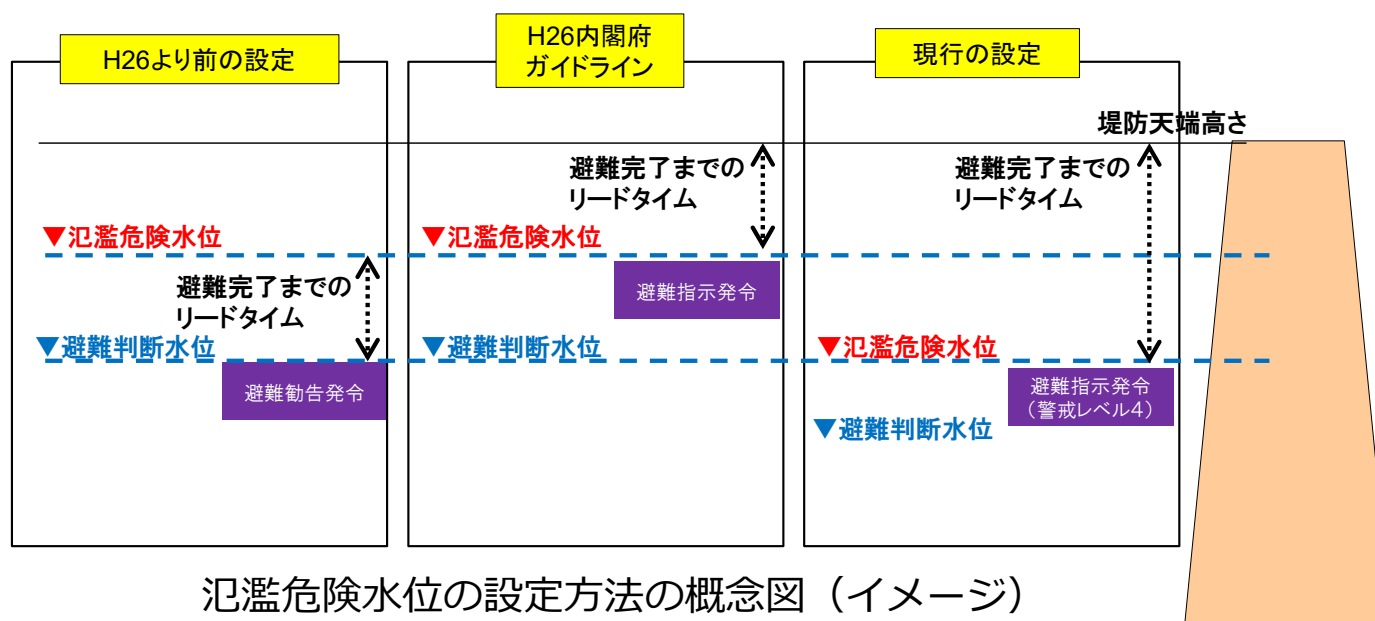 H26より前の設定
▼氾濫危険水位
避難完了までの
リードタイム
▼避難判断水位
避難勧告発令
H26内閣府
ガイドライン
避難完了までの
リードタイム
▼氾濫危険水位
避難指示発令
▼避難判断水位
現行の設定
堤防天端高さ
避難完了までの
リードタイム
▼氾濫危険水位
避難指示発令
（警戒レベル４）
▼避難判断水位
氾濫危険水位の設定方法の概念図（イメージ）